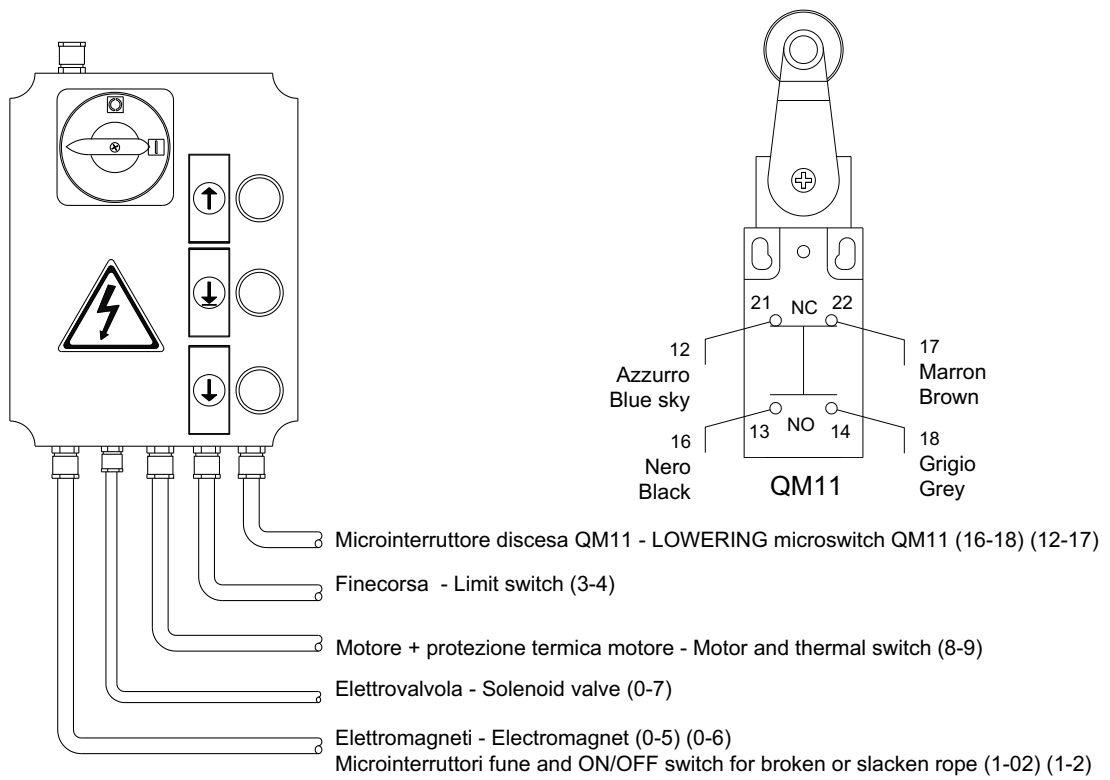 21 NC 22
12
Azzurro
Blue sky
17
Marron
Brown
13 NO 14
16
Nero
Black
18
Grigio
Grey
QM11
Microinterruttore discesa QM11 - LOWERING microswitch QM11 (16-18) (12-17)
Finecorsa - Limit switch (3-4)
Motore + protezione termica motore - Motor and thermal switch (8-9)
Elettrovalvola - Solenoid valve (0-7)
Elettromagneti - Electromagnet (0-5) (0-6)
Microinterruttori fune and ON/OFF switch for broken or slacken rope (1-02) (1-2)